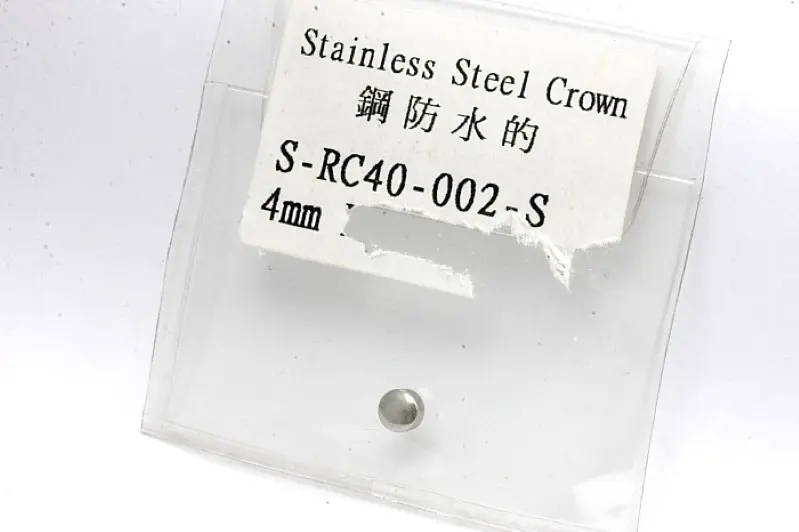 Stainless Steel Crown
鋼防水的
S-RC40-002-S
4mm